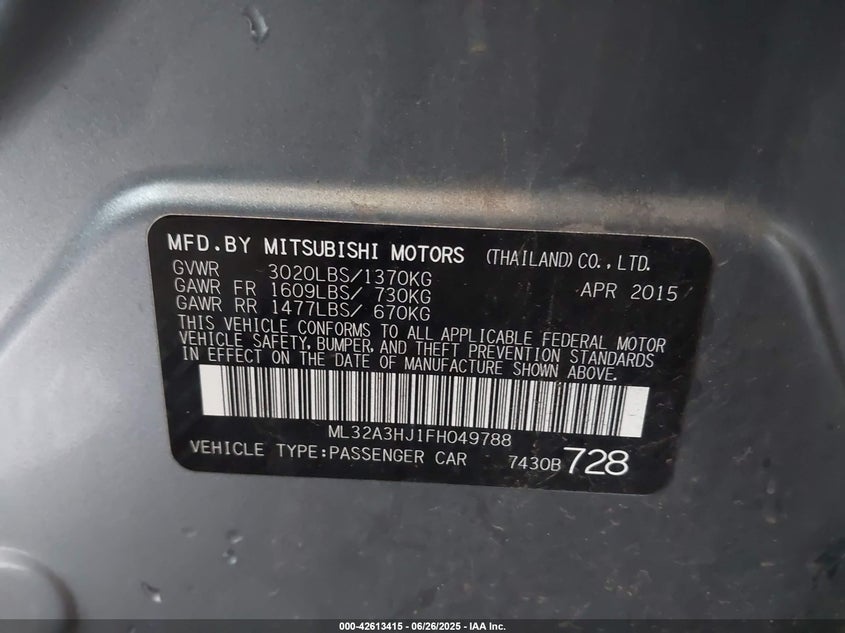 MFD.BY MITSUBISHI MOTORS (THAILAND)CO.,LTD.
GVWR 3020LBS/1370KG APR 2015
GAWR FR 1609LBS/ 730KG
GAWR RR 1477LBS/ 670KG
THIS VEHICLE CONFORMS TO ALL APPLICABLE FEDERAL MOTOR
VEHICLE SAFETY, BUMPER, AND THEFT PREVENTION STANDARDS
IN EFFECT ON THE DATE OF MANUFACTURE SHOWN ABOVE.
ML32A3HJ1FH049788
VEHICLE TYPE:PASSENGER CAR 7430B 728
000-42613415 - 06/26/2025 - IAA Inc.